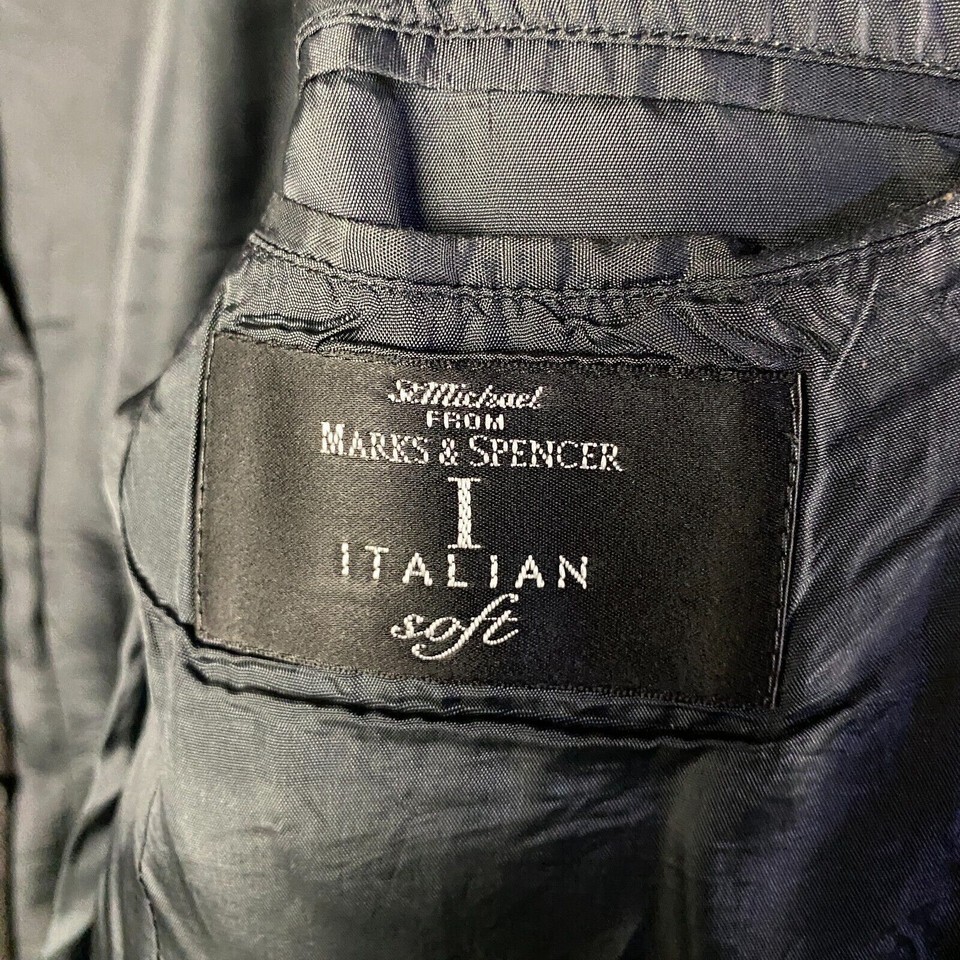 St Michael
FROM
MARKS & SPENCER
I
ITALIAN
soft